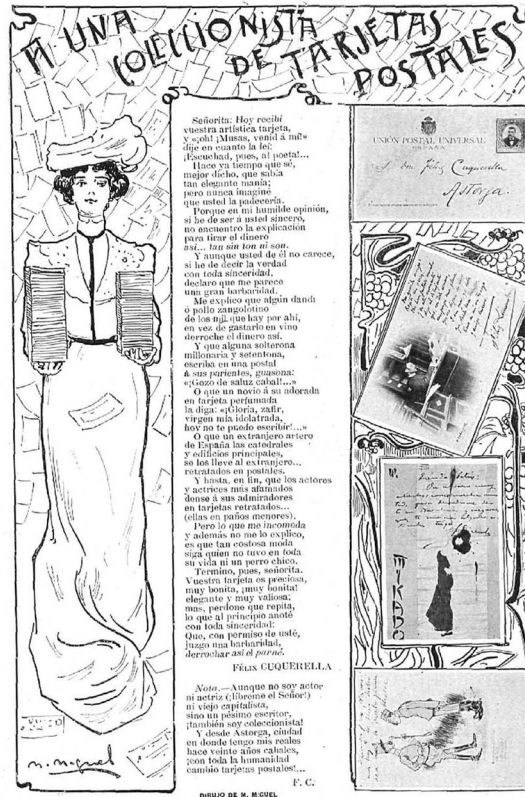 A UNA
COLECCIONISTA
DE TARJETAS
POSTALES
Señorita: Hoy recibí
vuestra artística tarjeta,
y «¡oh! ¡Musas, venid á mí!»
dije en cuanto la leí:
¡Escuchad, pues, al poeta!...
Hace ya tiempo que sé,
mejor dicho, que sabía
tan elegante manía;
pero nunca imaginé
que usted la padecería.
Porque en mi humilde opinión,
si he de ser á usted sincero,
no encuentro la explicación
para tirar el dinero
así... tan sin ton ni son.
Y aunque usted de él no carece,
si he de decir la verdad
con toda sinceridad,
declaro que me parece
una gran barbaridad.
Me explico que algún dandi
ó pollo zangolotino
de los mil que hay por ahí,
en vez de gastarlo en vino
derroche el dinero así.
Y que alguna solterona
millonaria y setentona,
escriba en una postal
á sus parientes, guasona:
«¡Gozo de saluz cabal!...»
O que un novio á su adorada
en tarjeta perfumada
la diga: «¡Gloria, zafir,
virgen mía idolatrada,
hoy no te puedo escribir!...»
O que un extranjero artero
de España las catedrales
y edificios principales,
se los lleve al extranjero...
retratados en postales.
Y hasta, en fin, que los actores
y actrices más afamados
dense á sus admiradores
en tarjetas retratados...
(ellas en paños menores).
Pero lo que me incomoda
y además no me lo explico,
es que tan costosa moda
siga quien no tuvo en toda
su vida ni un perro chico.
Termino, pues, señorita.
Vuestra tarjeta es preciosa,
muy bonita, ¡muy bonita!
elegante y muy valiosa;
mas, perdone que repita,
lo que al principio anoté
con toda sinceridad:
Que, con permiso de usté,
juzgo una barbaridad,
derrochar así el parné.
FÉLIX CUQUERELLA
Nota.—Aunque no soy actor
ni actriz (¡líbreme el Señor!)
ni viejo capitalista,
sino un pésimo escritor,
¡también soy coleccionista!
Y desde Astorga, ciudad
en donde tengo mis reales
hace veinte años cabales,
¡con toda la humanidad
cambio tarjetas postales!...
F. C.
UNIÓN POSTAL UNIVERSAL
ESPAÑA
Félix Cuquerella
Astorga.
MIKADO
M. Miguel
DIBUJO DE M. MIGUEL